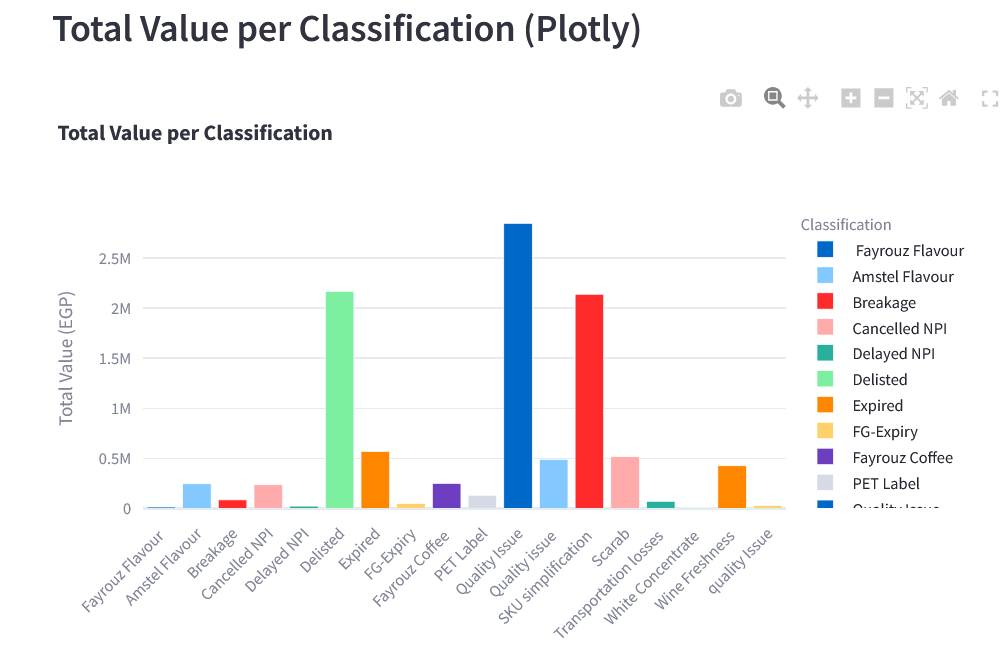 Total Value per Classification (Plotly)
Total Value per Classification
Total Value (EGP)
2.5M
2M
1.5M
1M
0.5M
0
Fayrouz Flavour
Amstel Flavour
Breakage
Cancelled NPI
Delayed NPI
Delisted
Expired
FG-Expiry
Fayrouz Coffee
PET Label
Quality Issue
Quality issue
SKU simplification
Scarab
Transportation losses
White Concentrate
Wine Freshness
quality Issue
Classification
Fayrouz Flavour
Amstel Flavour
Breakage
Cancelled NPI
Delayed NPI
Delisted
Expired
FG-Expiry
Fayrouz Coffee
PET Label
Quality Issue